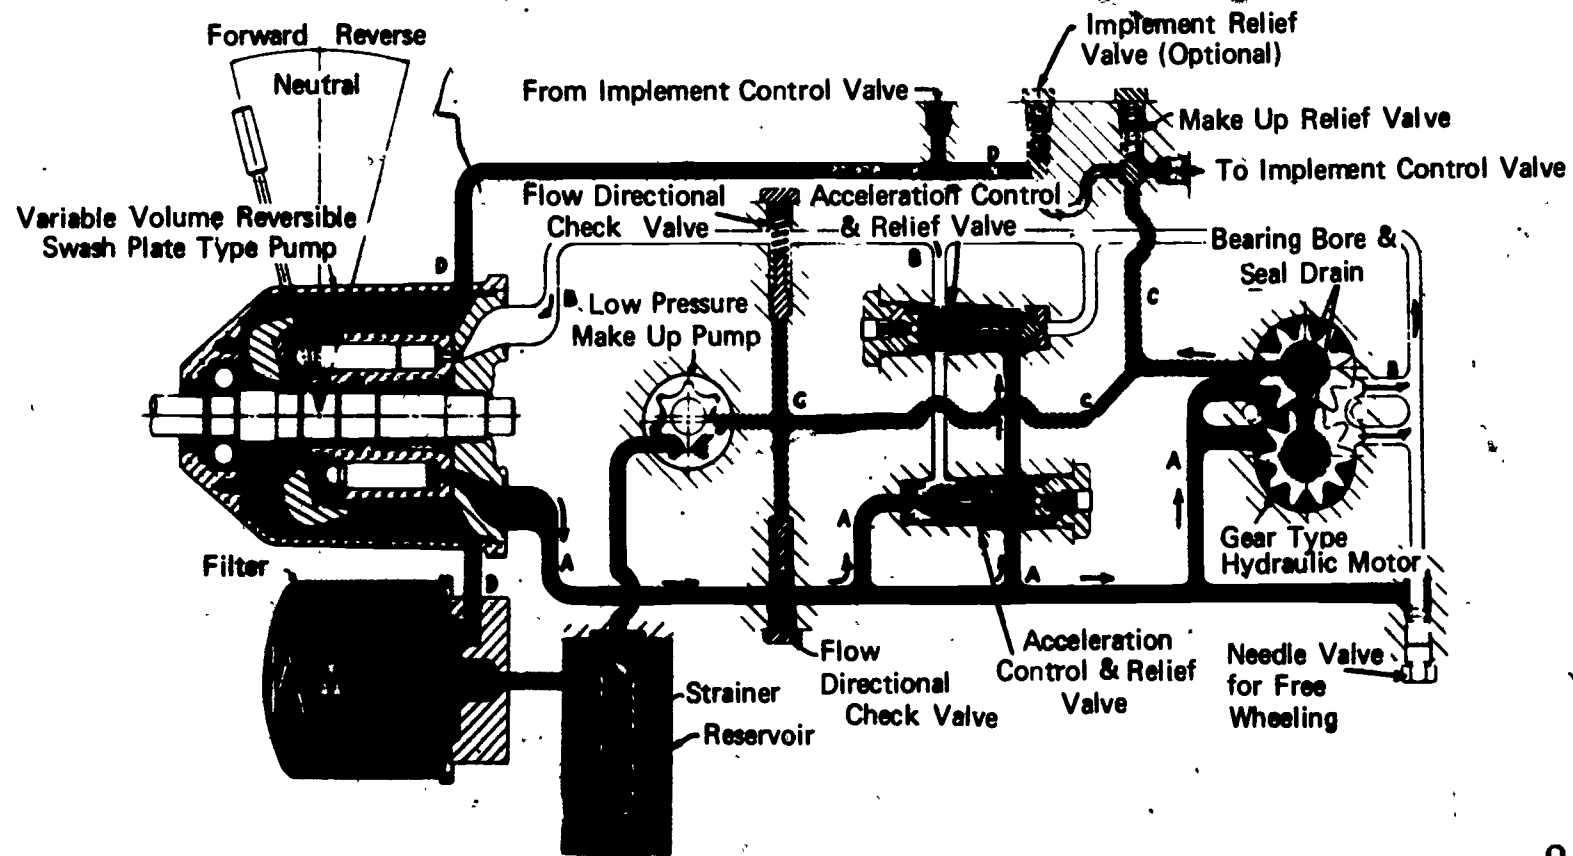 Implement Relief
Valve (Optional)
Forward Reverse
Neutral
From Implement Control Valve
Make Up Relief Valve
D
To Implement Control Valve
Flow Directional
Check Valve
Acceleration Control
& Relief Valve
Variable Volume Reversible
Swash Plate Type Pump
Bearing Bore &
Seal Drain
D
B
B
C
Low Pressure
Make Up Pump
B
C
C
A
A
Gear Type
Hydraulic Motor
Filter
D
A
A
Flow
Directional
Check Valve
Acceleration
Control & Relief
Valve
Needle Valve
for Free
Wheeling
Strainer
Reservoir